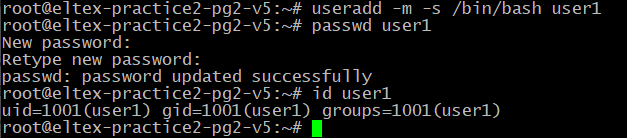 root@eltex-practice2-pg2-v5:~# useradd -m -s /bin/bash user1
root@eltex-practice2-pg2-v5:~# passwd user1
New password:
Retype new password:
passwd: password updated successfully
root@eltex-practice2-pg2-v5:~# id user1
uid=1001(user1) gid=1001(user1) groups=1001(user1)
root@eltex-practice2-pg2-v5:~#